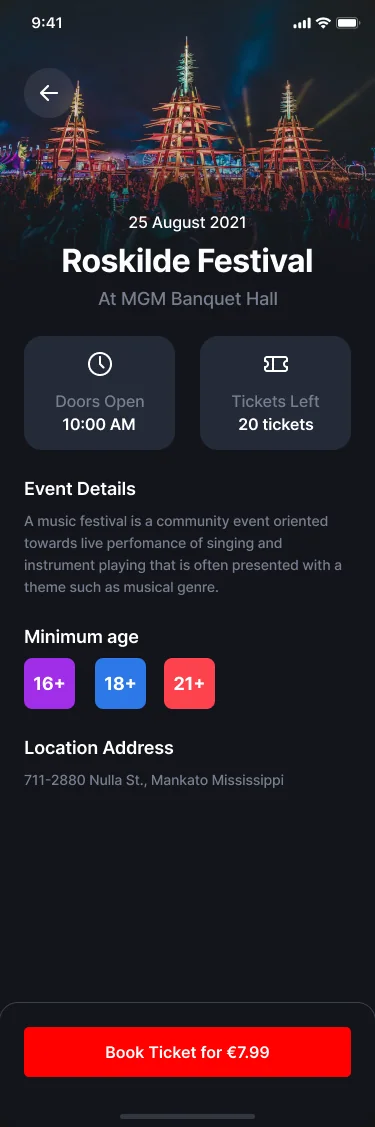 9:41
25 August 2021
Roskilde Festival
At MGM Banquet Hall
Doors Open
10:00 AM
Tickets Left
20 tickets
Event Details
A music festival is a community event oriented
towards live perfomance of singing and
instrument playing that is often presented with a
theme such as musical genre.
Minimum age
16+ 18+ 21+
Location Address
711-2880 Nulla St., Mankato Mississippi
Book Ticket for €7.99